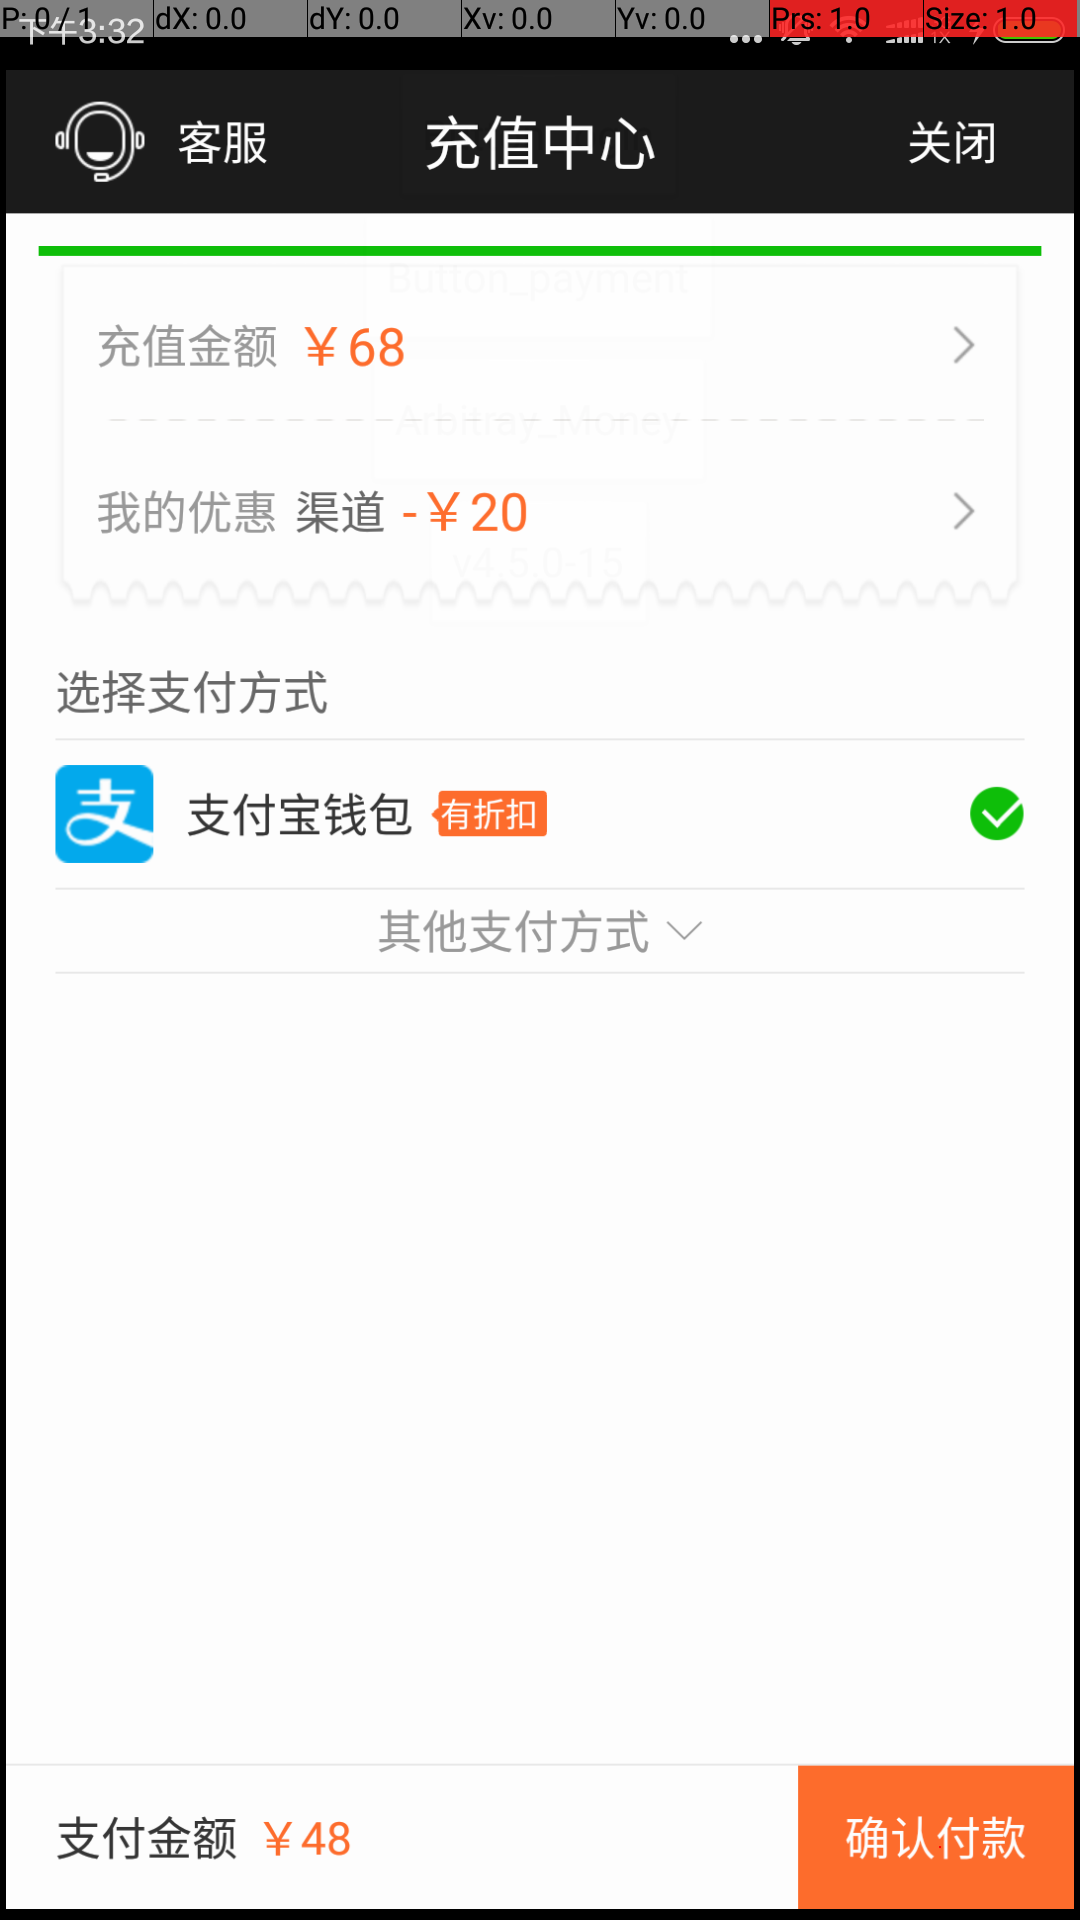 P: 0 / 1 dX: 0.0 dY: 0.0 Xv: 0.0 Yv: 0.0 Prs: 1.0 Size: 1.0
下午3:32 1x
客服 充值中心 关闭
Button_payment
充值金额 ¥68
Arbitray_Money
我的优惠 渠道 -¥20
v4.5.0-15
选择支付方式
支 支付宝钱包 有折扣
其他支付方式
支付金额 ¥48 确认付款